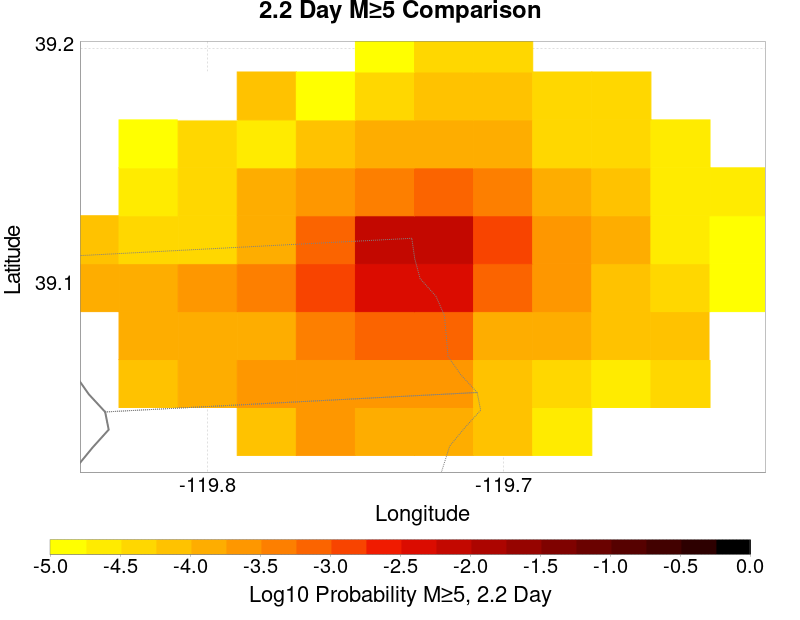 2.2 Day M≥5 Comparison
39.2
39.1
Latitude
-119.8 -119.7
Longitude
-5.0 -4.5 -4.0 -3.5 -3.0 -2.5 -2.0 -1.5 -1.0 -0.5 0.0
Log10 Probability M≥5, 2.2 Day